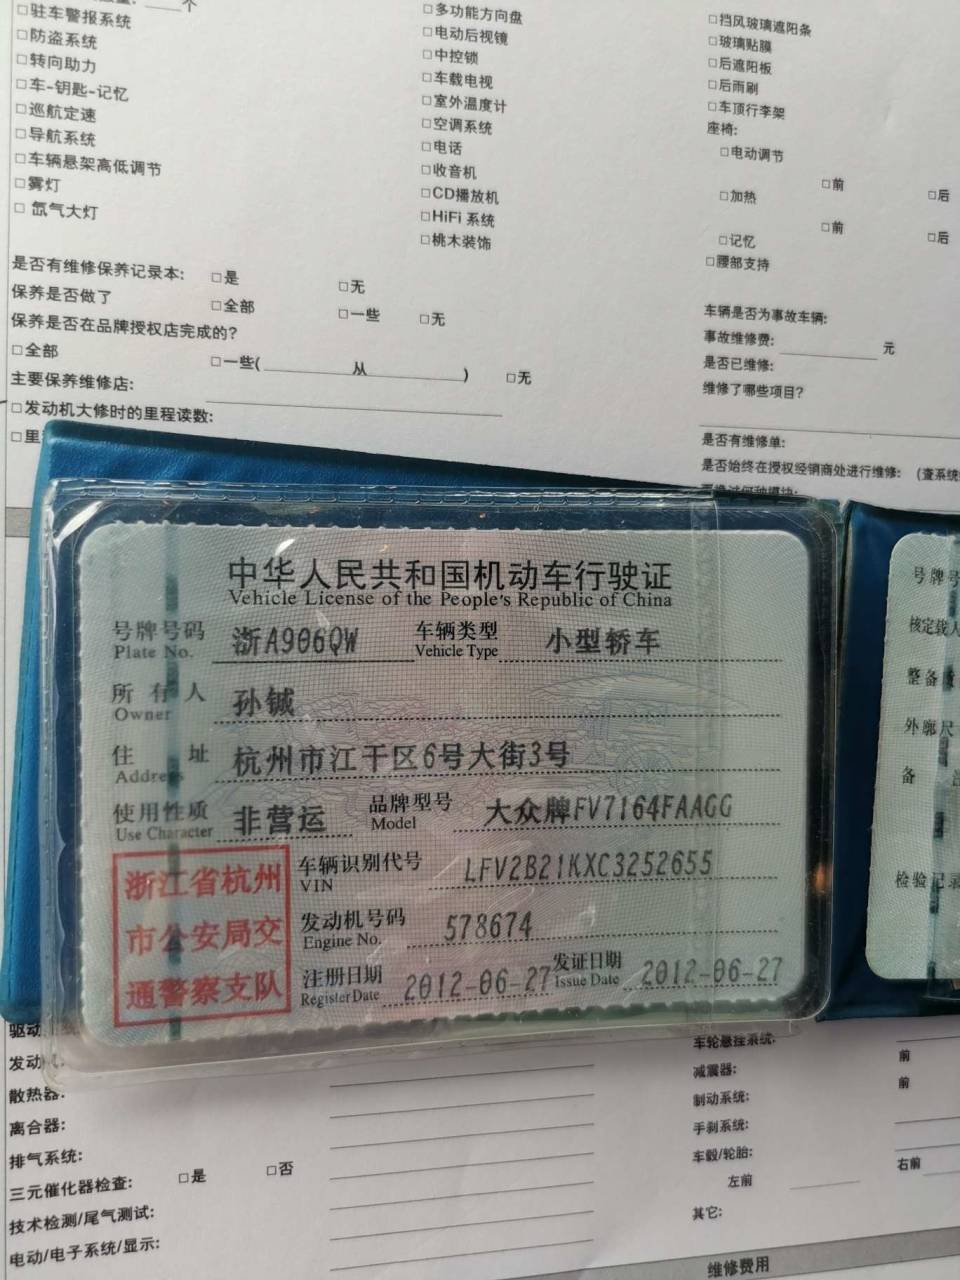 个
□驻车警报系统
□防盗系统
□转向助力
□车-钥匙-记忆
□巡航定速
□导航系统
□车辆悬架高低调节
□雾灯
□氙气大灯
□多功能方向盘
□电动后视镜
□中控锁
□车载电视
□室外温度计
□空调系统
□电话
□收音机
□CD播放机
□HiFi 系统
□桃木装饰
□挡风玻璃遮阳条
□玻璃贴膜
□后遮阳板
□后雨刷
□车顶行李架
座椅:
□电动调节
□前 □后
□加热
□前 □后
□记忆
□腰部支持
是否有维修保养记录本: □是 □无
保养是否做了 □全部 □一些 □无
保养是否在品牌授权店完成的?
□全部 □一些( 从 ) □无
主要保养维修店:
□发动机大修时的里程读数:
□里
车辆是否为事故车辆:
事故维修费: 元
是否已维修:
维修了哪些项目?
是否有维修单:
是否始终在授权经销商处进行维修: (查系统
中华人民共和国机动车行驶证
Vehicle License of the People's Republic of China
号牌号码 浙A906QW 车辆类型 小型轿车
Plate No. Vehicle Type
所有人 孙铖
Owner
住址 杭州市江干区6号大街3号
Address
使用性质 非营运 品牌型号 大众牌FV7164FAAGG
Use Character Model
浙江省杭州
市公安局交
通警察支队
车辆识别代号 LFV2B21KXC3252655
VIN
发动机号码 578674
Engine No.
注册日期 2012-06-27 发证日期 2012-06-27
Register Date Issue Date
号牌号
核定载人
整备质
外廓尺
备 注
检验记录
驱动
发动机:
散热器:
离合器:
排气系统:
三元催化器检查: □是 □否
技术检测/尾气测试:
电动/电子系统/显示:
车轮悬挂系统:
前
减震器:
前
制动系统:
手刹系统:
车毂/轮胎:
左前 右前
其它:
维修费用